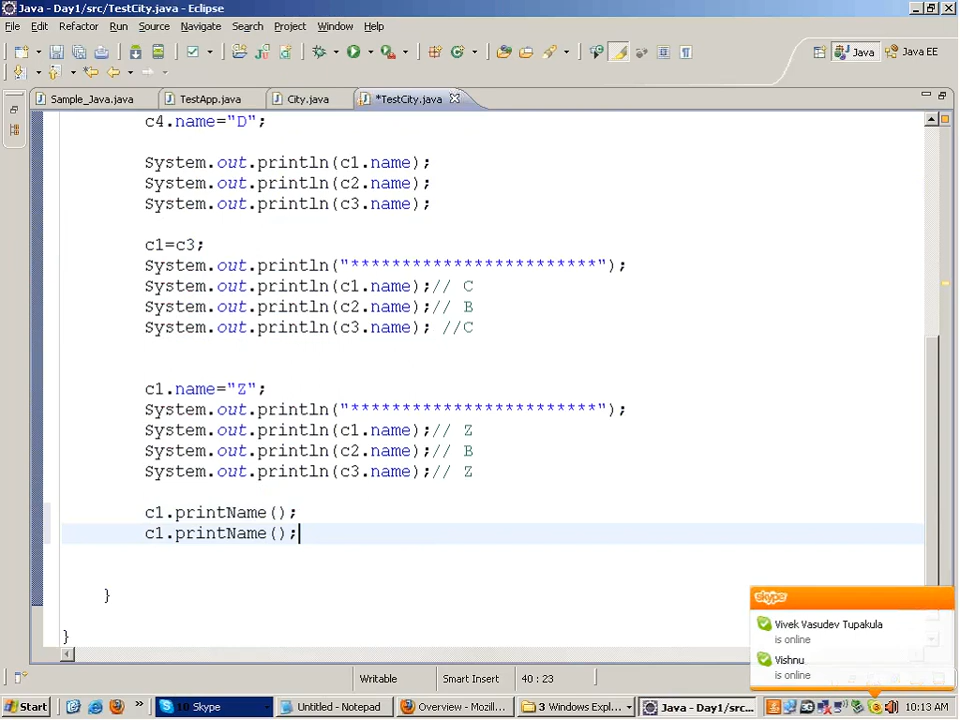 Java - Day1/src/TestCity.java - Eclipse
File Edit Refactor Run Source Navigate Search Project Window Help
Java Java EE
Sample_Java.java TestApp.java City.java *TestCity.java
c4.name="D";
System.out.println(c1.name);
System.out.println(c2.name);
System.out.println(c3.name);
c1=c3;
System.out.println("************************");
System.out.println(c1.name);// C
System.out.println(c2.name);// B
System.out.println(c3.name); //C
c1.name="Z";
System.out.println("************************");
System.out.println(c1.name);// Z
System.out.println(c2.name);// B
System.out.println(c3.name);// Z
c1.printName();
c1.printName();
}
}
skype
Vivek Vasudev Tupakula
is online
Vishnu
is online
Writable Smart Insert 40 : 23
Start » 10 Skype Untitled - Notepad Overview - Mozill... 3 Windows Expl... Java - Day1/src... 10:13 AM